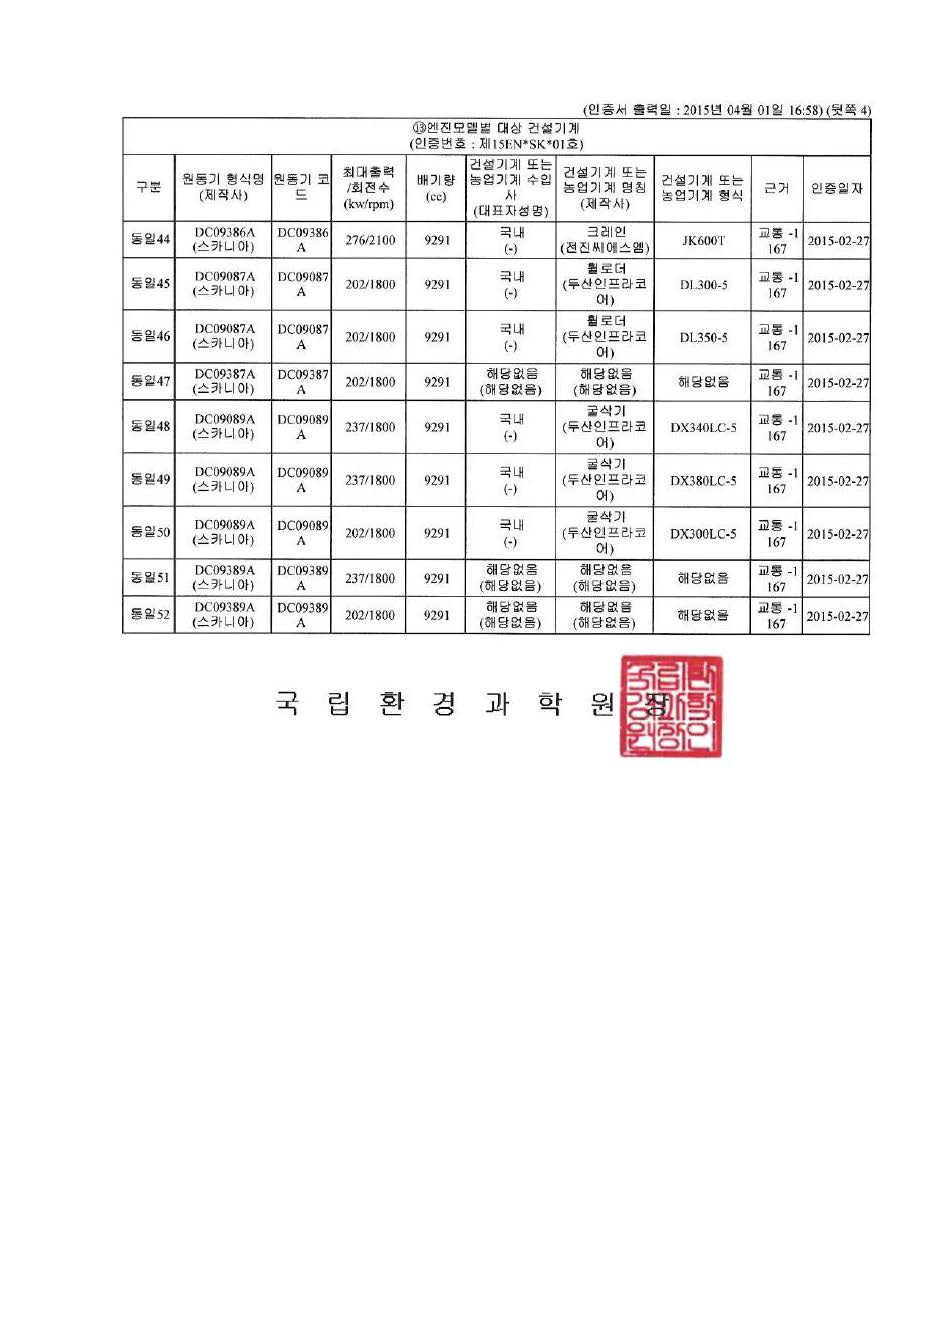 (인증서 출력일 : 2015년 04월 01일 16:58) (뒷쪽 4)
⑬엔진모델별 대상 건설기계
(인증번호 : 제15EN*SK*01호)
구분
원동기 형식명
(제작사)
원동기 코
드
최대출력
/회전수
(kw/rpm)
배기량
(cc)
건설기계 또는
농업기계 수입
사
(대표자성명)
건설기계 또는
농업기계 명칭
(제작사)
건설기계 또는
농업기계 형식
근거
인증일자
동일44
DC09386A
(스카니아)
DC09386
A
276/2100
9291
국내
(-)
크레인
(전진씨에스엠)
JK600T
교통 -1
167
2015-02-27
동일45
DC09087A
(스카니아)
DC09087
A
202/1800
9291
국내
(-)
휠로더
(두산인프라코
어)
DL300-5
교통 -1
167
2015-02-27
동일46
DC09087A
(스카니아)
DC09087
A
202/1800
9291
국내
(-)
휠로더
(두산인프라코
어)
DL350-5
교통 -1
167
2015-02-27
동일47
DC09387A
(스카니아)
DC09387
A
202/1800
9291
해당없음
(해당없음)
해당없음
(해당없음)
해당없음
교통 -1
167
2015-02-27
동일48
DC09089A
(스카니아)
DC09089
A
237/1800
9291
국내
(-)
굴삭기
(두산인프라코
어)
DX340LC-5
교통 -1
167
2015-02-27
동일49
DC09089A
(스카니아)
DC09089
A
237/1800
9291
국내
(-)
굴삭기
(두산인프라코
어)
DX380LC-5
교통 -1
167
2015-02-27
동일50
DC09089A
(스카니아)
DC09089
A
202/1800
9291
국내
(-)
굴삭기
(두산인프라코
어)
DX300LC-5
교통 -1
167
2015-02-27
동일51
DC09389A
(스카니아)
DC09389
A
237/1800
9291
해당없음
(해당없음)
해당없음
(해당없음)
해당없음
교통 -1
167
2015-02-27
동일52
DC09389A
(스카니아)
DC09389
A
202/1800
9291
해당없음
(해당없음)
해당없음
(해당없음)
해당없음
교통 -1
167
2015-02-27
국 립 환 경 과 학 원 장